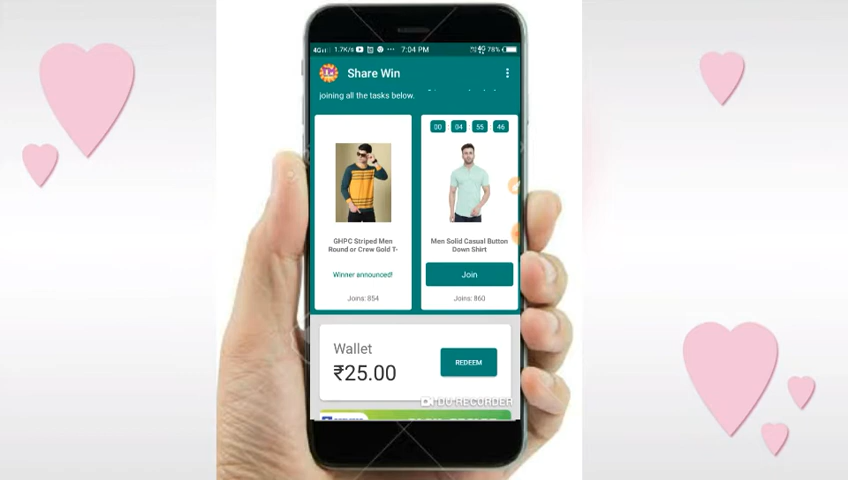 4G 1.7K/s 7:04 PM 4G 78%
Share Win
joining all the tasks below.
00 04 55 46
GHPC Striped Men
Round or Crew Gold T-
Winner announced!
Joins: 854
Men Solid Casual Button
Down Shirt
Join
Joins: 860
Wallet
₹25.00
REDEEM
DU RECORDER